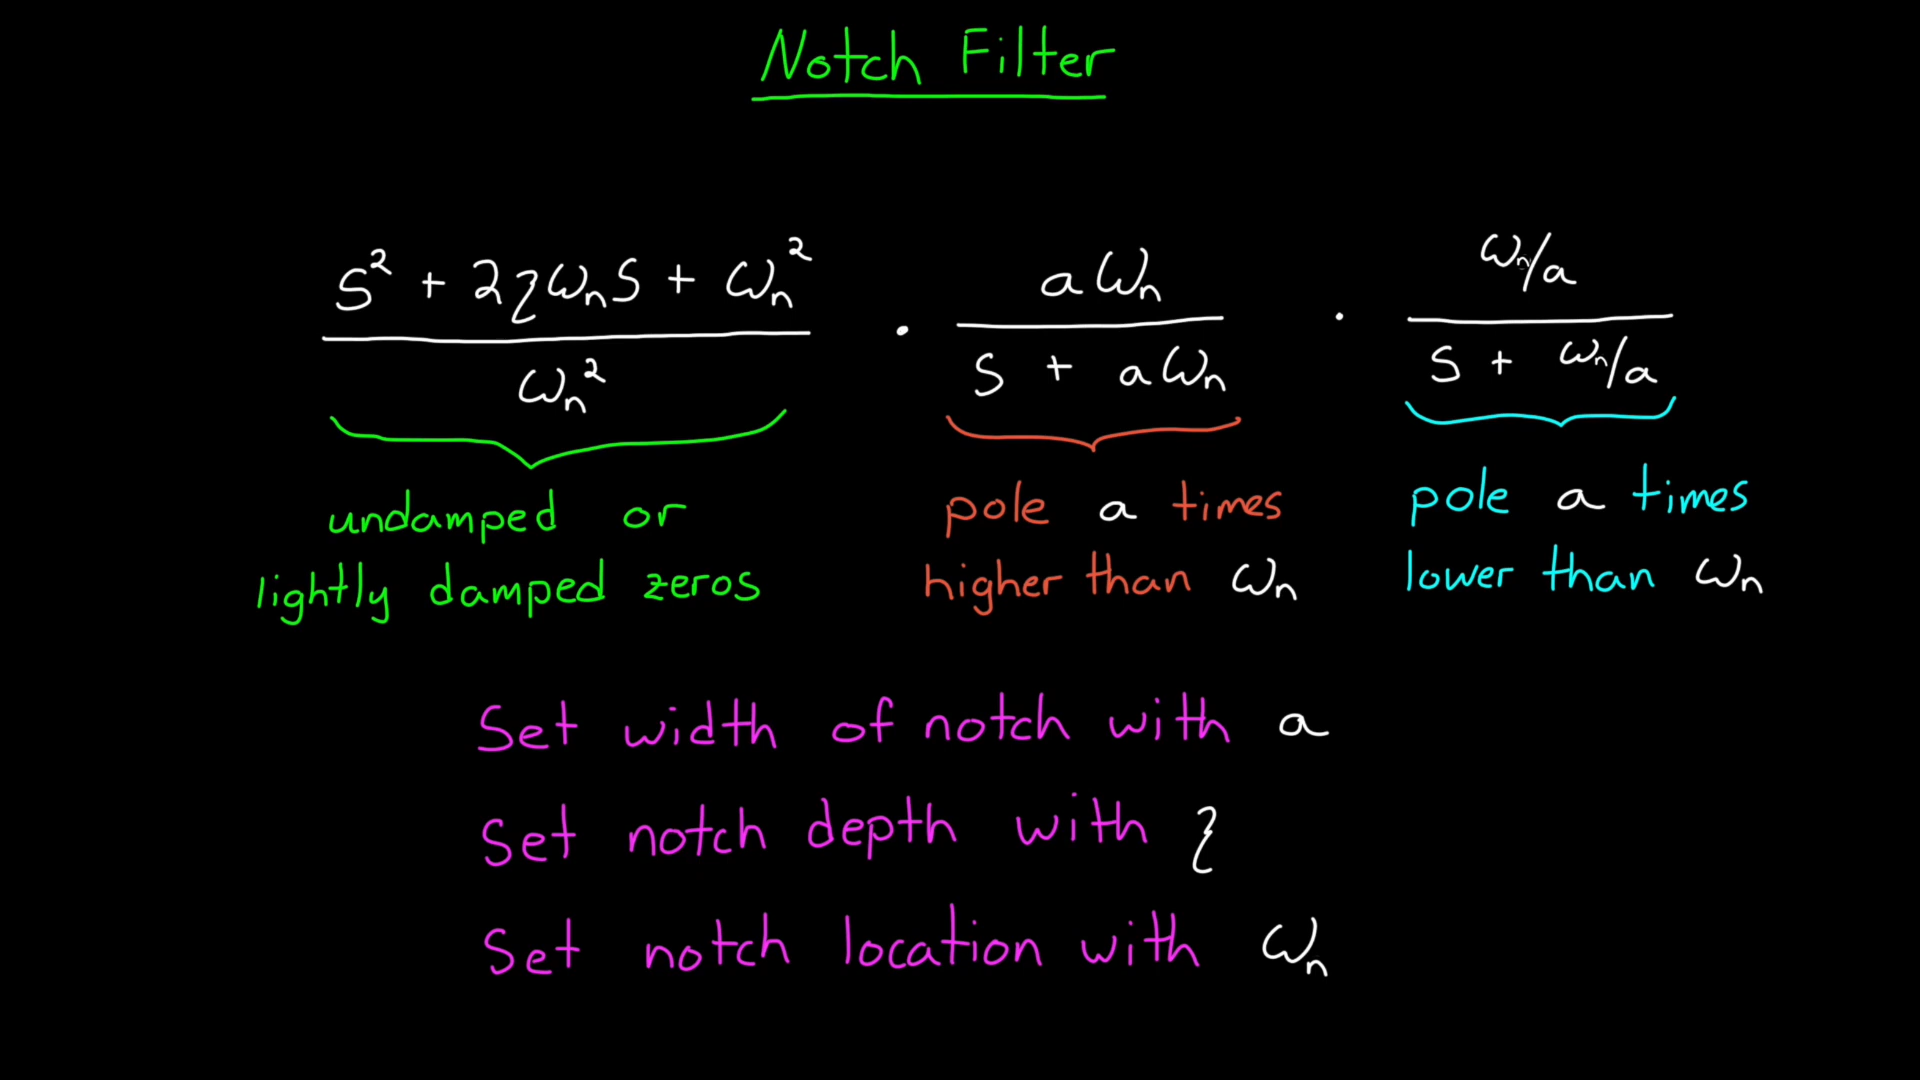 Notch Filter
s² + 2ζωₙs + ωₙ² / ωₙ² · aωₙ / s + aωₙ · ωₙ/a / s + ωₙ/a
undamped or
lightly damped zeros
pole a times
higher than ωₙ
pole a times
lower than ωₙ
Set width of notch with a
Set notch depth with ζ
Set notch location with ωₙ